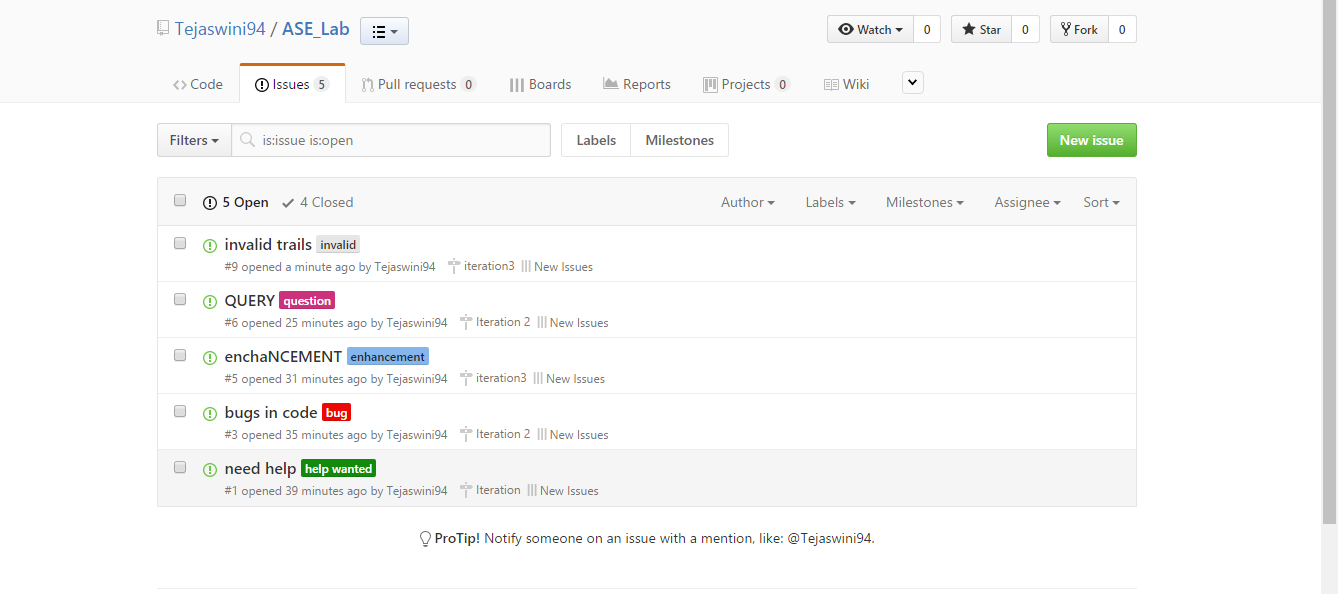 Tejaswini94 / ASE_Lab Watch 0 Star 0 Fork 0
Code Issues 5 Pull requests 0 Boards Reports Projects 0 Wiki
Filters is:issue is:open Labels Milestones New issue
5 Open 4 Closed Author Labels Milestones Assignee Sort
invalid trails invalid
#9 opened a minute ago by Tejaswini94 iteration3 New Issues
QUERY question
#6 opened 25 minutes ago by Tejaswini94 Iteration 2 New Issues
enchaNCEMENT enhancement
#5 opened 31 minutes ago by Tejaswini94 iteration3 New Issues
bugs in code bug
#3 opened 35 minutes ago by Tejaswini94 Iteration 2 New Issues
need help help wanted
#1 opened 39 minutes ago by Tejaswini94 Iteration New Issues
ProTip! Notify someone on an issue with a mention, like: @Tejaswini94.